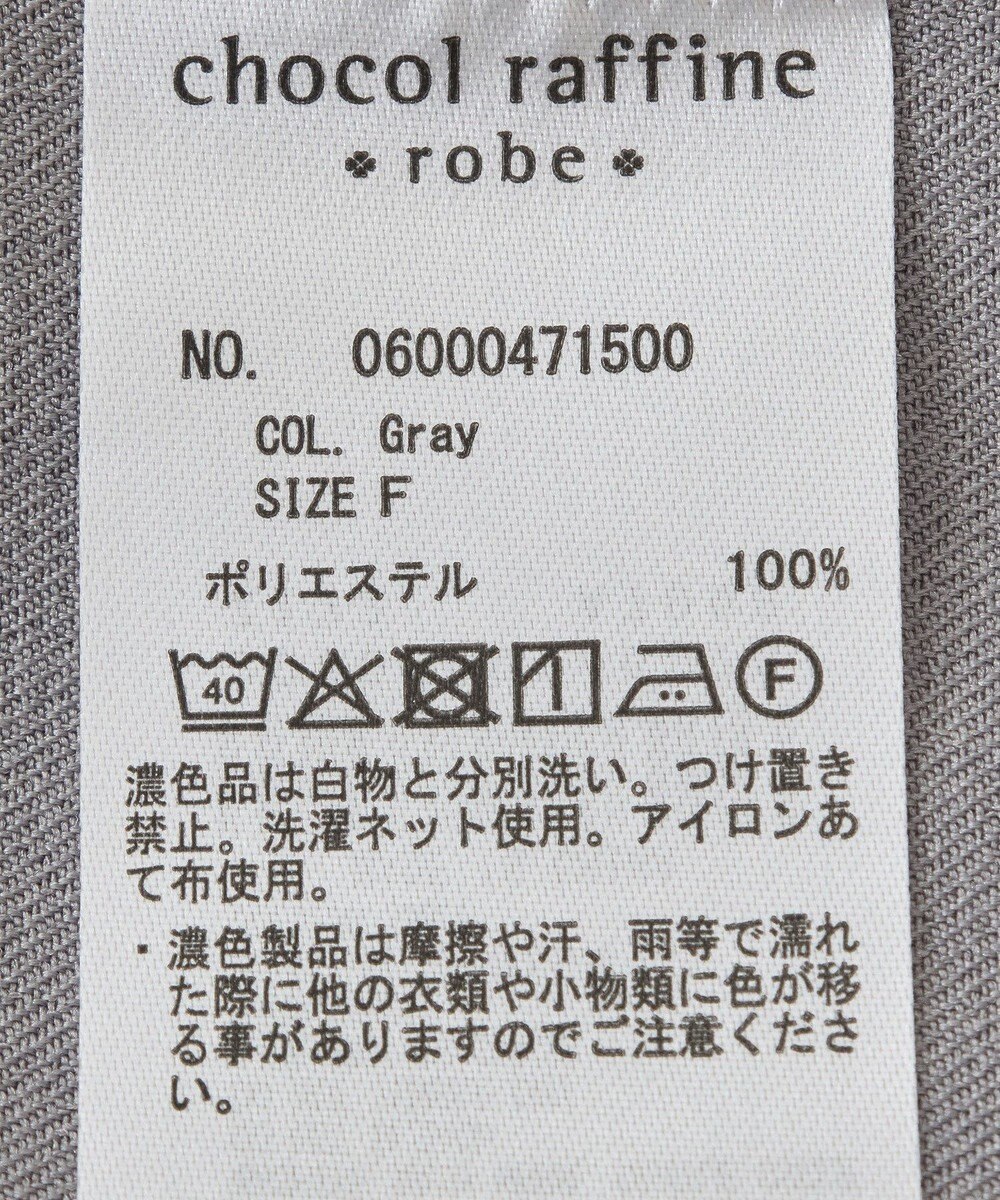 chocol raffine
robe
NO. 06000471500
COL. Gray
SIZE F
ポリエステル 100%
40 F
濃色品は白物と分別洗い。つけ置き
禁止。洗濯ネット使用。アイロンあ
て布使用。
・濃色製品は摩擦や汗、雨等で濡れ
た際に他の衣類や小物類に色が移
る事がありますのでご注意くださ
い。